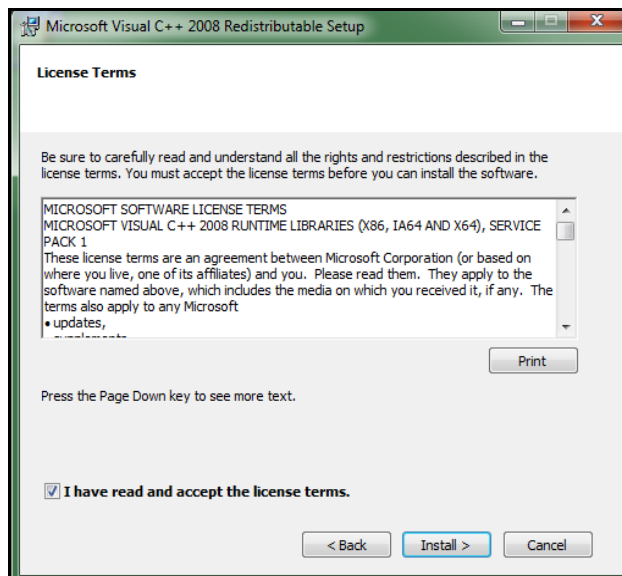 Microsoft Visual C++ 2008 Redistributable Setup
License Terms
Be sure to carefully read and understand all the rights and restrictions described in the
license terms. You must accept the license terms before you can install the software.
MICROSOFT SOFTWARE LICENSE TERMS
MICROSOFT VISUAL C++ 2008 RUNTIME LIBRARIES (X86, IA64 AND X64), SERVICE
PACK 1
These license terms are an agreement between Microsoft Corporation (or based on
where you live, one of its affiliates) and you.  Please read them.  They apply to the
software named above, which includes the media on which you received it, if any.  The
terms also apply to any Microsoft
• updates,
Print
Press the Page Down key to see more text.
I have read and accept the license terms.
< Back
Install >
Cancel